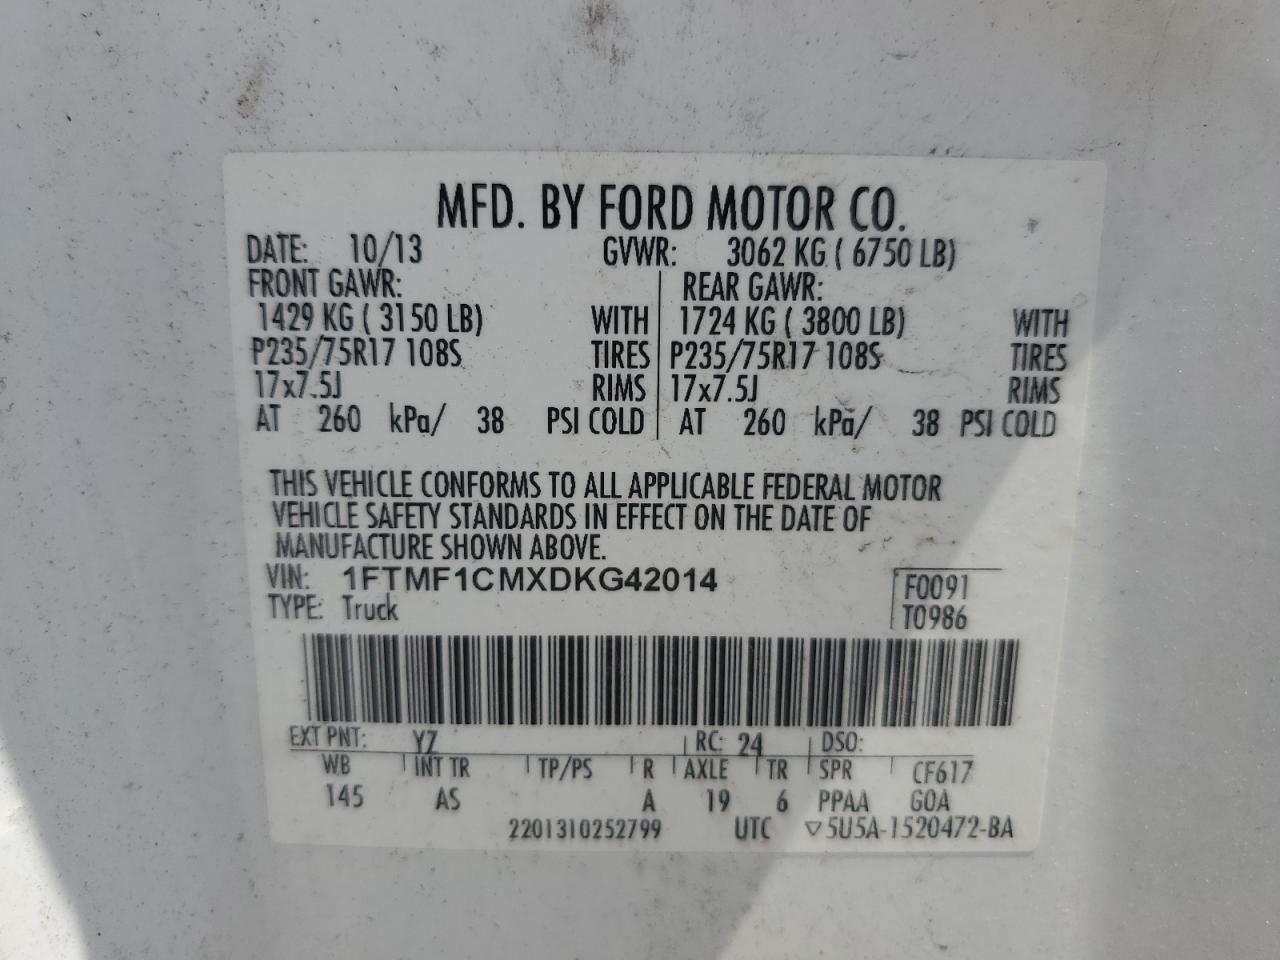 MFD. BY FORD MOTOR CO.
DATE: 10/13 GVWR: 3062 KG ( 6750 LB)
FRONT GAWR: REAR GAWR:
1429 KG ( 3150 LB) WITH 1724 KG ( 3800 LB) WITH
P235/75R17 108S TIRES P235/75R17 108S TIRES
17x7.5J RIMS 17x7.5J RIMS
AT 260 kPa/ 38 PSI COLD AT 260 kPa/ 38 PSI COLD
THIS VEHICLE CONFORMS TO ALL APPLICABLE FEDERAL MOTOR
VEHICLE SAFETY STANDARDS IN EFFECT ON THE DATE OF
MANUFACTURE SHOWN ABOVE.
VIN: 1FTMF1CMXDKG42014 F0091
TYPE: Truck T0986
EXT PNT: YZ RC: 24 DSO:
WB INT TR TP/PS R AXLE TR SPR CF617
145 AS A 19 6 PPAA GOA
2201310252799 UTC ▽5U5A-1520472-BA